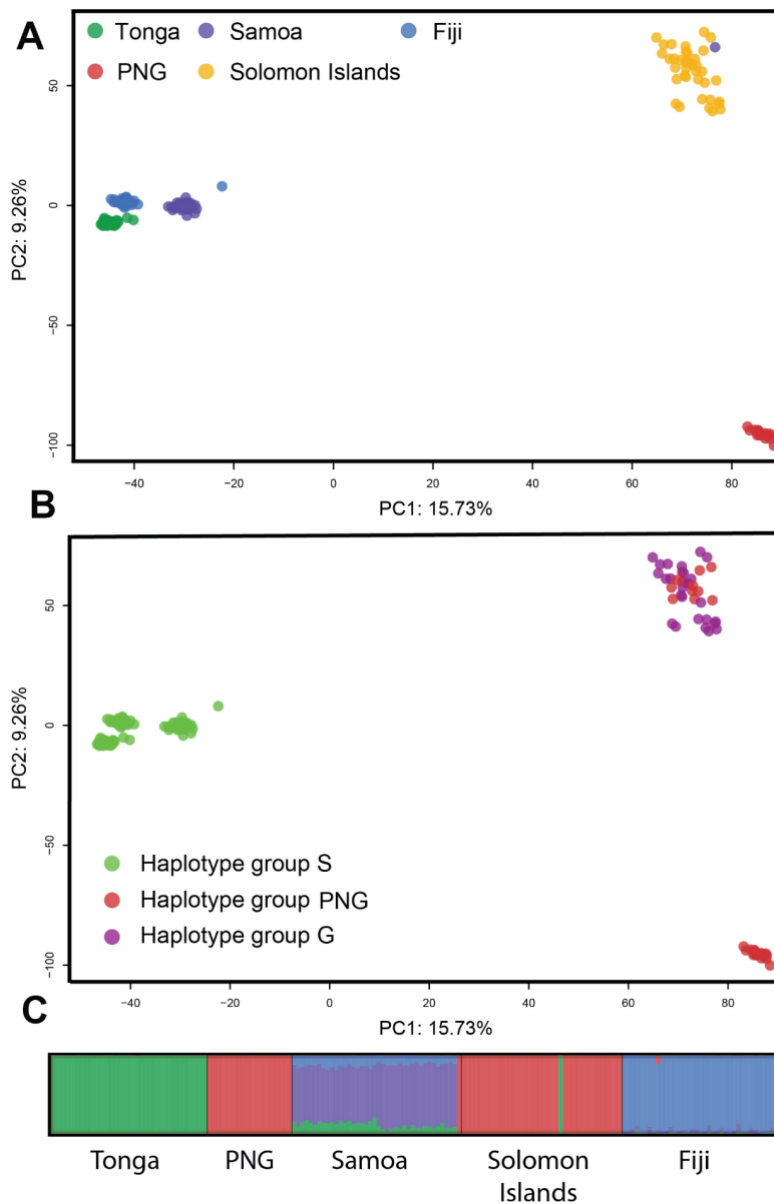 A
Tonga Samoa Fiji
PNG Solomon Islands
50
0
−50
−100
PC2: 9.26%
−40 −20 0 20 40 60 80
PC1: 15.73%
B
50
0
−50
−100
PC2: 9.26%
Haplotype group S
Haplotype group PNG
Haplotype group G
−40 −20 0 20 40 60 80
PC1: 15.73%
C
Tonga PNG Samoa Solomon Fiji
Islands